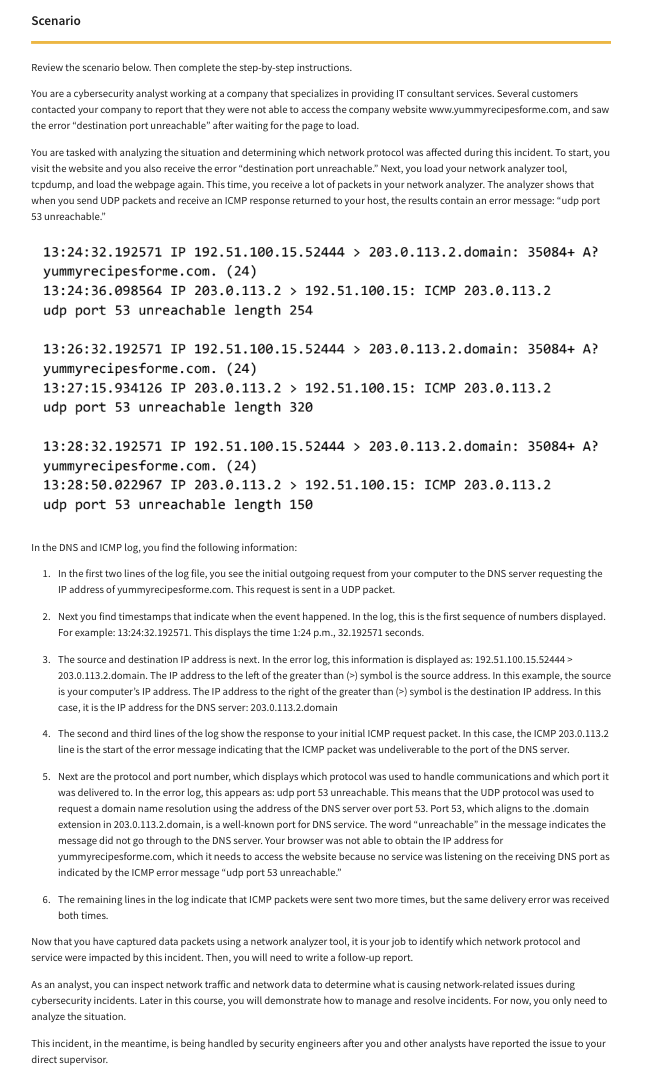 Scenario
Review the scenario below. Then complete the step-by-step instructions.
You are a cybersecurity analyst working at a company that specializes in providing IT consultant services. Several customers
contacted your company to report that they were not able to access the company website www.yummyrecipesforme.com, and saw
the error “destination port unreachable” after waiting for the page to load.
You are tasked with analyzing the situation and determining which network protocol was affected during this incident. To start, you
visit the website and you also receive the error “destination port unreachable.” Next, you load your network analyzer tool,
tcpdump, and load the webpage again. This time, you receive a lot of packets in your network analyzer. The analyzer shows that
when you send UDP packets and receive an ICMP response returned to your host, the results contain an error message: “udp port
53 unreachable.”
13:24:32.192571 IP 192.51.100.15.52444 > 203.0.113.2.domain: 35084+ A?
yummyrecipesforme.com. (24)
13:24:36.098564 IP 203.0.113.2 > 192.51.100.15: ICMP 203.0.113.2
udp port 53 unreachable length 254
13:26:32.192571 IP 192.51.100.15.52444 > 203.0.113.2.domain: 35084+ A?
yummyrecipesforme.com. (24)
13:27:15.934126 IP 203.0.113.2 > 192.51.100.15: ICMP 203.0.113.2
udp port 53 unreachable length 320
13:28:32.192571 IP 192.51.100.15.52444 > 203.0.113.2.domain: 35084+ A?
yummyrecipesforme.com. (24)
13:28:50.022967 IP 203.0.113.2 > 192.51.100.15: ICMP 203.0.113.2
udp port 53 unreachable length 150
In the DNS and ICMP log, you find the following information:
1. In the first two lines of the log file, you see the initial outgoing request from your computer to the DNS server requesting the
IP address of yummyrecipesforme.com. This request is sent in a UDP packet.
2. Next you find timestamps that indicate when the event happened. In the log, this is the first sequence of numbers displayed.
For example: 13:24:32.192571. This displays the time 1:24 p.m., 32.192571 seconds.
3. The source and destination IP address is next. In the error log, this information is displayed as: 192.51.100.15.52444 >
203.0.113.2.domain. The IP address to the left of the greater than (>) symbol is the source address. In this example, the source
is your computer’s IP address. The IP address to the right of the greater than (>) symbol is the destination IP address. In this
case, it is the IP address for the DNS server: 203.0.113.2.domain
4. The second and third lines of the log show the response to your initial ICMP request packet. In this case, the ICMP 203.0.113.2
line is the start of the error message indicating that the ICMP packet was undeliverable to the port of the DNS server.
5. Next are the protocol and port number, which displays which protocol was used to handle communications and which port it
was delivered to. In the error log, this appears as: udp port 53 unreachable. This means that the UDP protocol was used to
request a domain name resolution using the address of the DNS server over port 53. Port 53, which aligns to the .domain
extension in 203.0.113.2.domain, is a well-known port for DNS service. The word “unreachable” in the message indicates the
message did not go through to the DNS server. Your browser was not able to obtain the IP address for
yummyrecipesforme.com, which it needs to access the website because no service was listening on the receiving DNS port as
indicated by the ICMP error message “udp port 53 unreachable.”
6. The remaining lines in the log indicate that ICMP packets were sent two more times, but the same delivery error was received
both times.
Now that you have captured data packets using a network analyzer tool, it is your job to identify which network protocol and
service were impacted by this incident. Then, you will need to write a follow-up report.
As an analyst, you can inspect network traffic and network data to determine what is causing network-related issues during
cybersecurity incidents. Later in this course, you will demonstrate how to manage and resolve incidents. For now, you only need to
analyze the situation.
This incident, in the meantime, is being handled by security engineers after you and other analysts have reported the issue to your
direct supervisor.